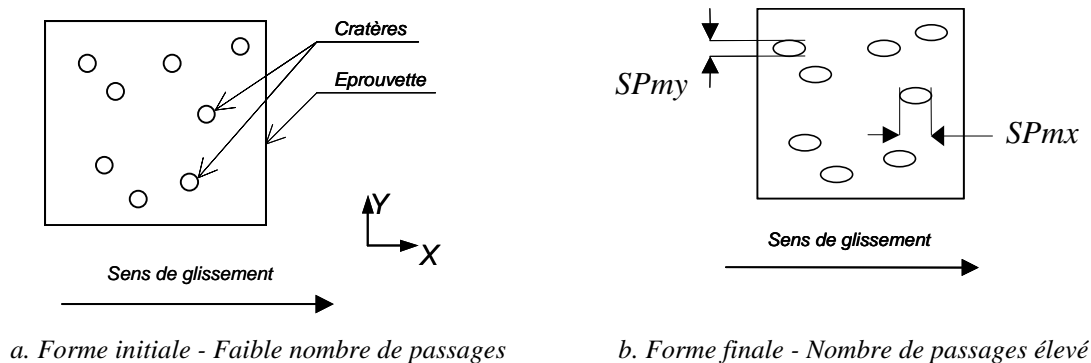 Cratères
Eprouvette
Y
X
Sens de glissement
a. Forme initiale - Faible nombre de passages
SPmy
SPmx
Sens de glissement
b. Forme finale - Nombre de passages élevé